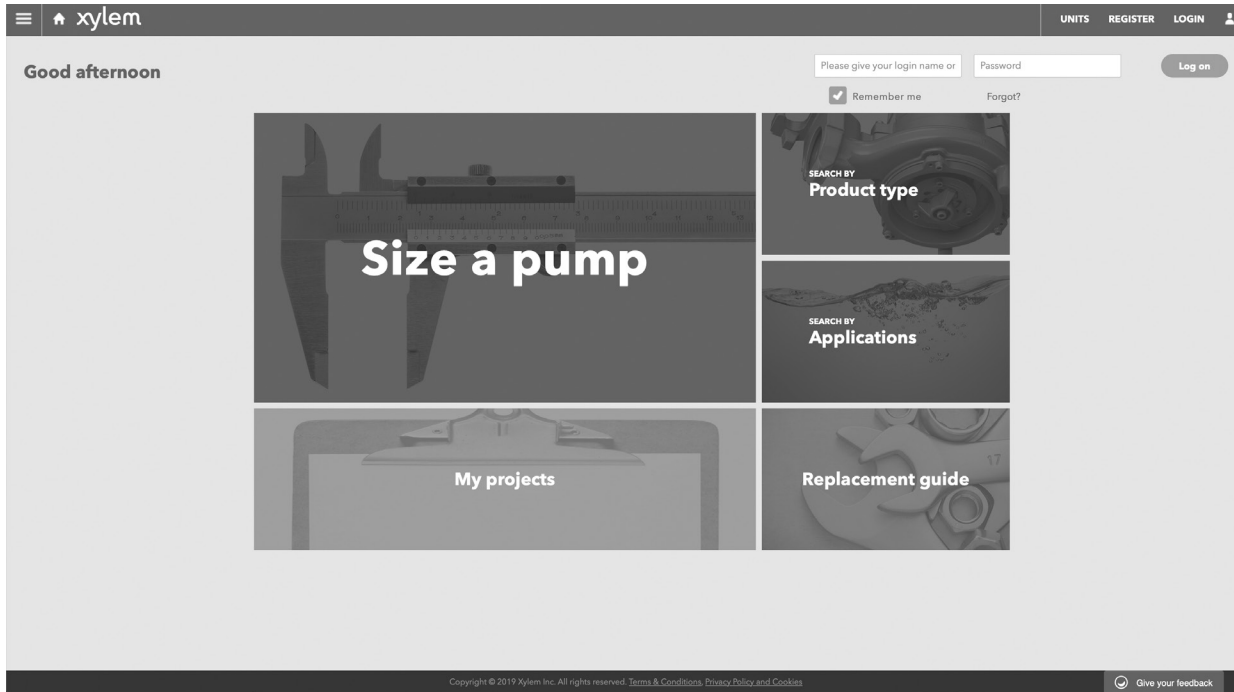 xylem
UNITS REGISTER LOGIN
Good afternoon
Please give your login name or
Password
Log on
Remember me
Forgot?
Size a pump
SEARCH BY
Product type
SEARCH BY
Applications
My projects
Replacement guide
17
Copyright © 2019 Xylem Inc. All rights reserved. Terms & Conditions, Privacy Policy and Cookies
Give your feedback